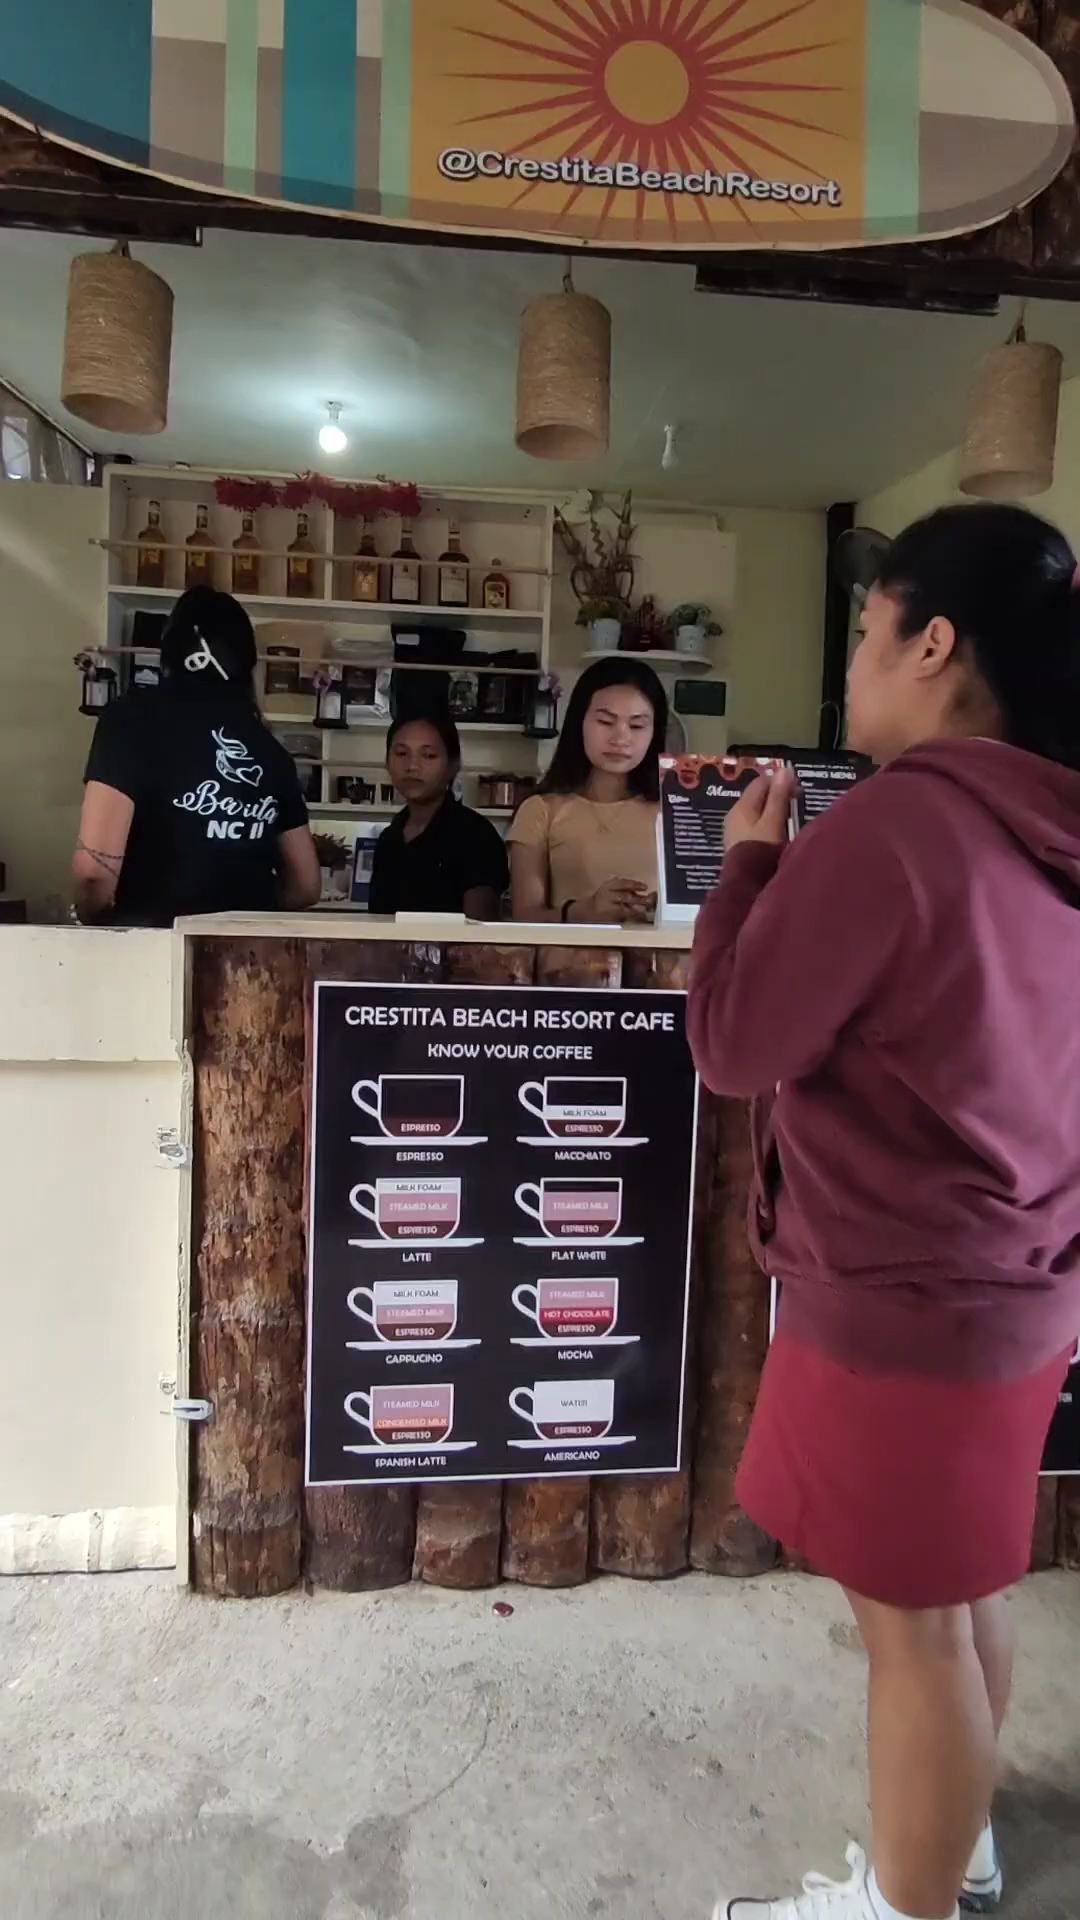 @CrestitaBeachResort
Barista
NC II
Menu
Coffee
DRINKS MENU
CRESTITA BEACH RESORT CAFE
KNOW YOUR COFFEE
ESPRESSO
ESPRESSO
MILK FOAM
ESPRESSO
MACCHIATO
MILK FOAM
STEAMED MILK
ESPRESSO
LATTE
STEAMED MILK
ESPRESSO
FLAT WHITE
MILK FOAM
STEAMED MILK
ESPRESSO
CAPPUCINO
STEAMED MILK
HOT CHOCOLATE
ESPRESSO
MOCHA
STEAMED MILK
CONDENSED MILK
ESPRESSO
SPANISH LATTE
WATER
ESPRESSO
AMERICANO